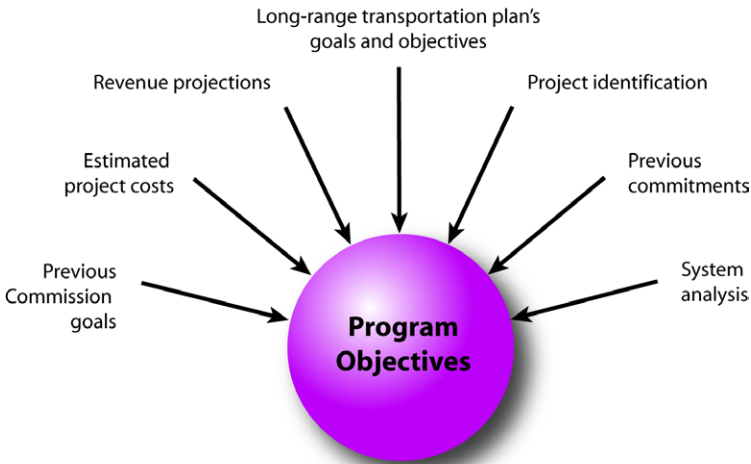 Long-range transportation plan's
goals and objectives
Revenue projections
Project identification
Estimated
project costs
Previous
commitments
Previous
Commission
goals
System
analysis
Program
Objectives